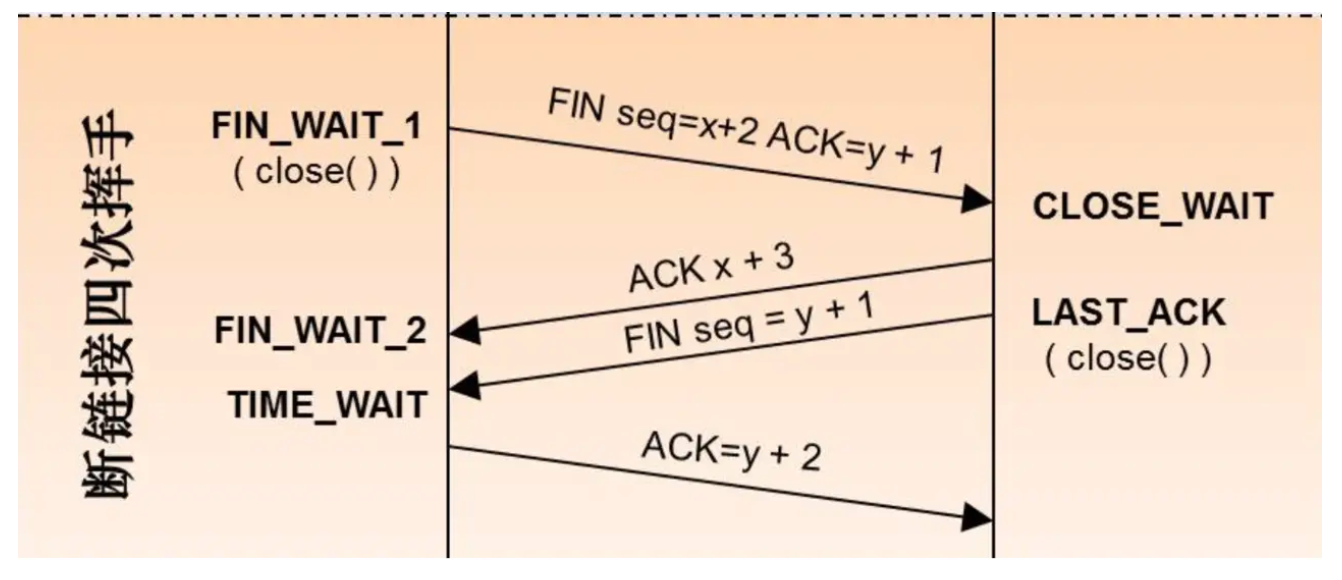 断链接四次挥手
FIN_WAIT_1
( close( ) )
FIN seq=x+2 ACK=y + 1
CLOSE_WAIT
ACK x + 3
FIN_WAIT_2
FIN seq = y + 1
LAST_ACK
( close( ) )
TIME_WAIT
ACK=y + 2